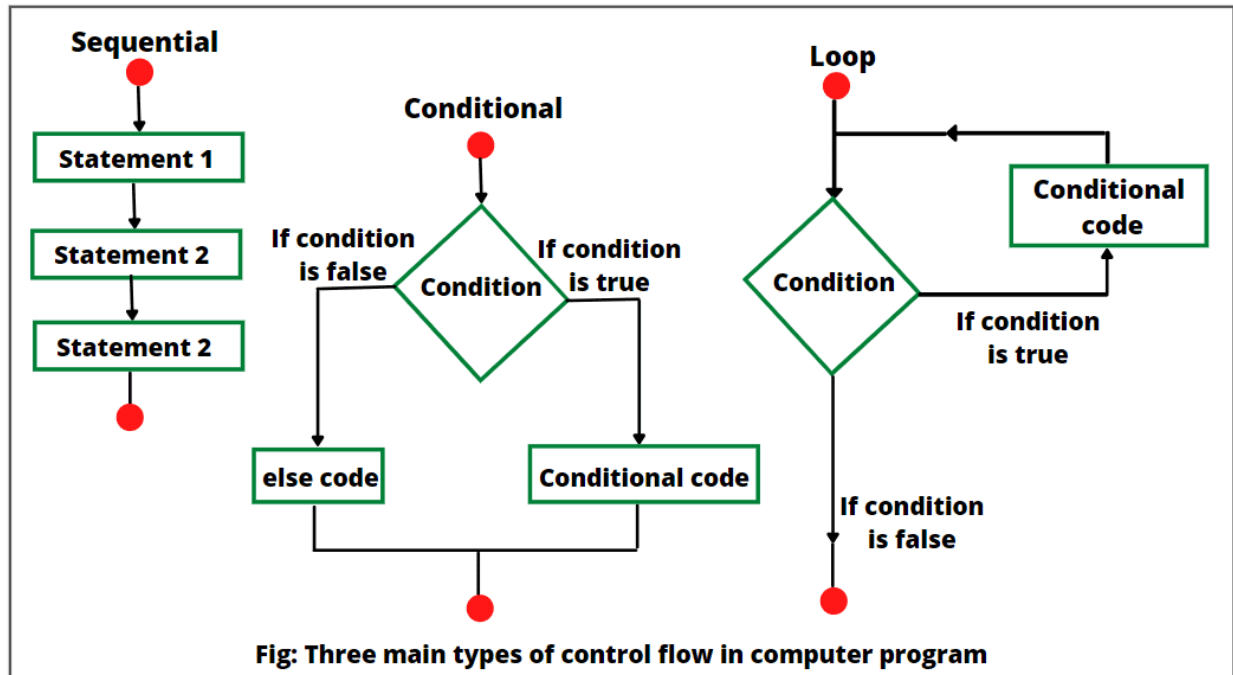 Sequential
Statement 1
Statement 2
Statement 2
Conditional
If condition
is false
Condition
If condition
is true
else code
Conditional code
Loop
Conditional
code
Condition
If condition
is true
If condition
is false
Fig: Three main types of control flow in computer program